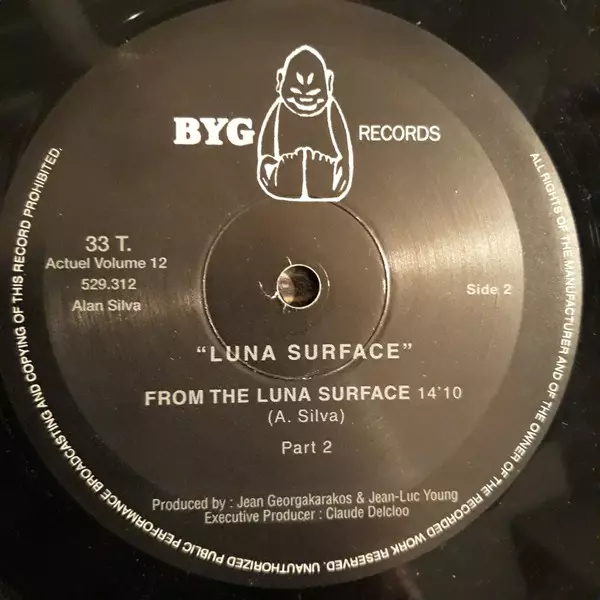 BYG RECORDS
33 T.
Actuel Volume 12
529.312
Alan Silva
Side 2
“LUNA SURFACE”
FROM THE LUNA SURFACE 14'10
(A. Silva)
Part 2
Produced by : Jean Georgakarakos & Jean-Luc Young
Executive Producer : Claude Delcloo
ALL RIGHTS OF THE MANUFACTURER AND OF THE OWNER OF THE RECORDED WORK RESERVED. UNAUTHORIZED PUBLIC PERFORMANCE BROADCASTING AND COPYING OF THIS RECORD PROHIBITED.